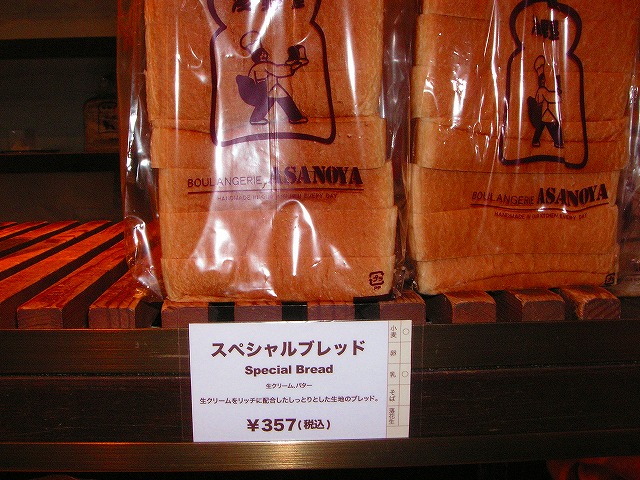 BOULANGERIE ASANOYA
BOULANGERIE ASANOYA
スペシャルブレッド
Special Bread
生クリーム、バター
生クリームをリッチに配合したしっとりとした生地のブレッド。
¥357(税込)
小麦 ○
卵
乳 ○
そば
落花生